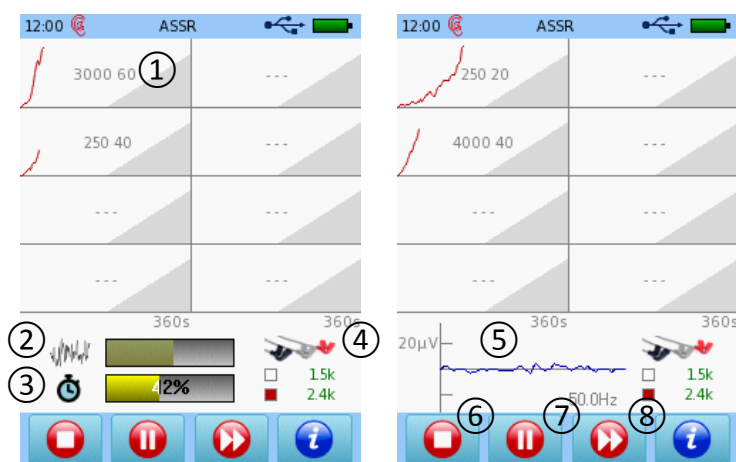 12:00 ASSR
3000 60 ① - - -
250 40 - - -
- - - - - -
- - - - - -
360s 360s
② ④
③ 42%
1.5k
2.4k
i
12:00 ASSR
250 20 - - -
4000 40 - - -
- - - - - -
- - - - - -
360s 360s
20μV ⑤
1.5k
50.0Hz 2.4k
⑥ ⑦ ⑧
i